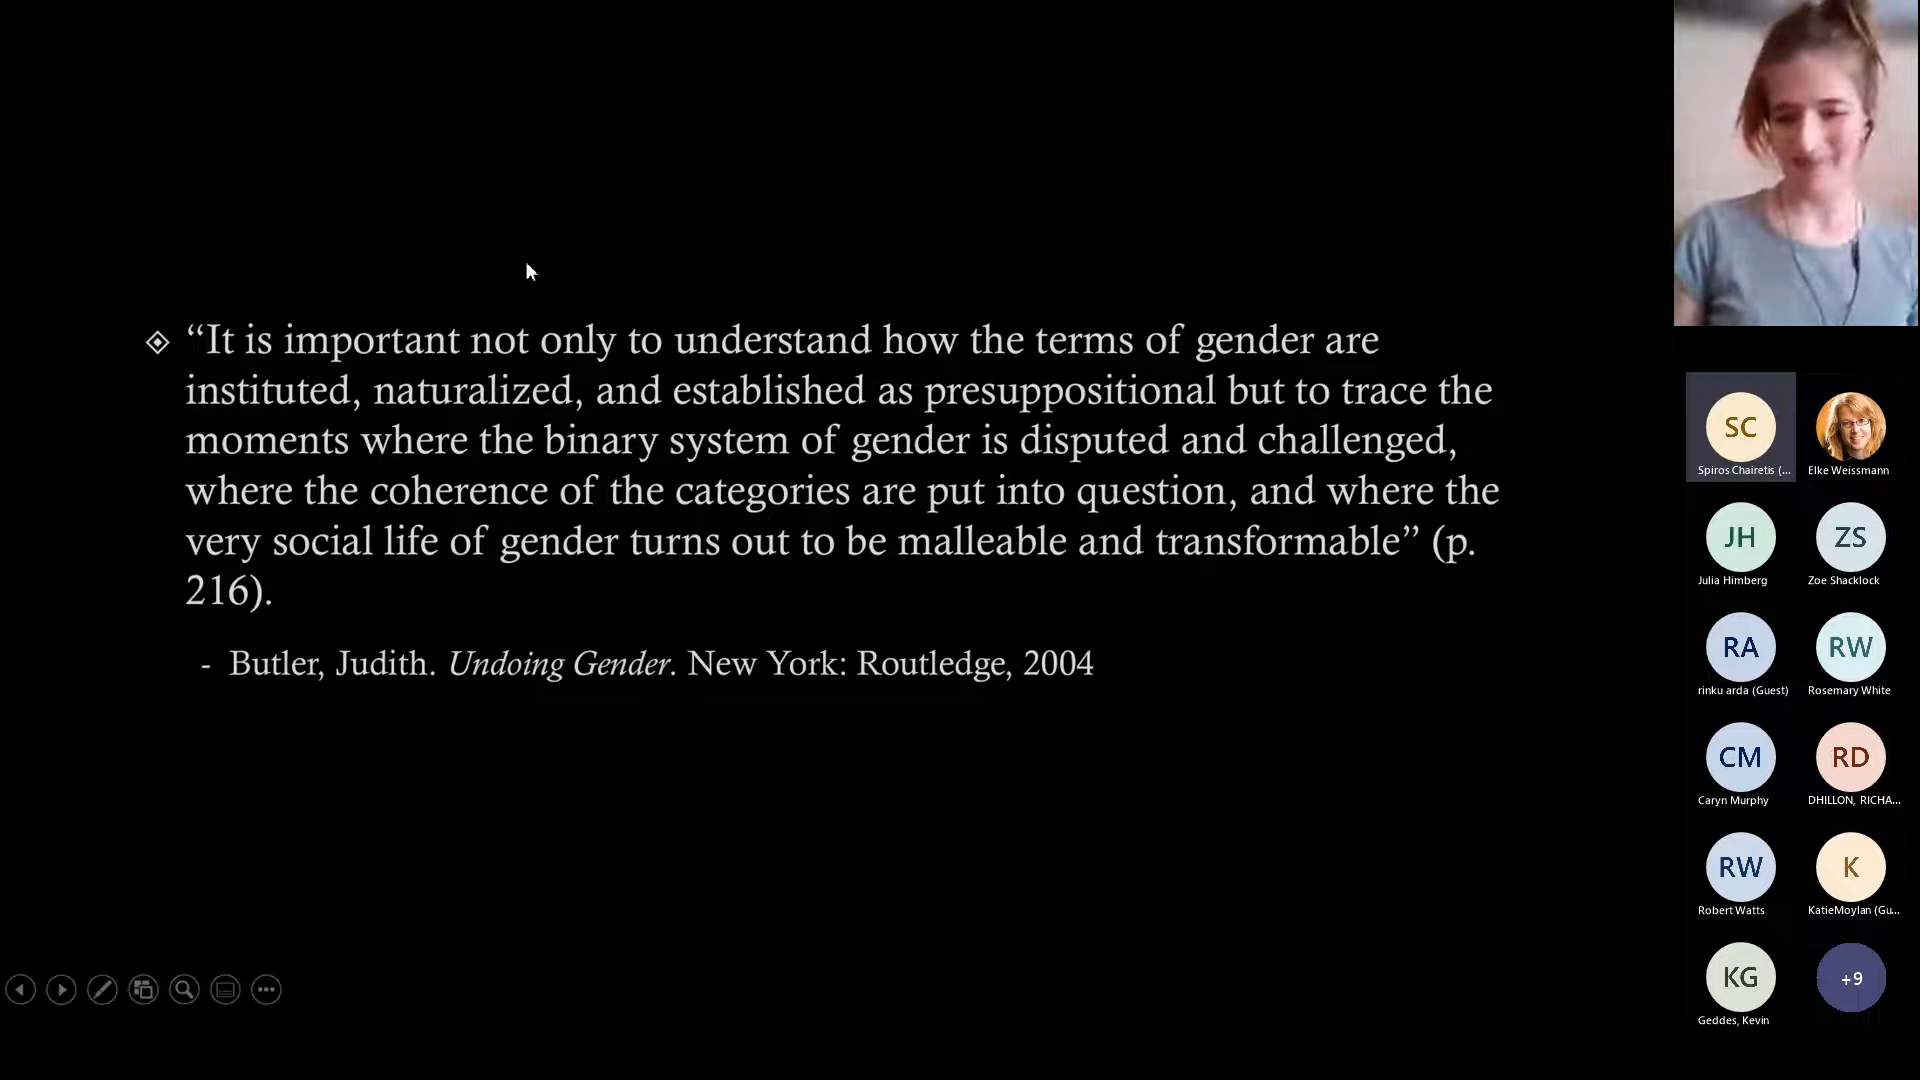 “It is important not only to understand how the terms of gender are
instituted, naturalized, and established as presuppositional but to trace the
moments where the binary system of gender is disputed and challenged,
where the coherence of the categories are put into question, and where the
very social life of gender turns out to be malleable and transformable” (p.
216).
- Butler, Judith. Undoing Gender. New York: Routledge, 2004
SC
Spiros Chairetis (...
Elke Weissmann
JH
Julia Himberg
ZS
Zoe Shacklock
RA
rinku arda (Guest)
RW
Rosemary White
CM
Caryn Murphy
RD
DHILLON, RICHA...
RW
Robert Watts
K
KatieMoylan (Gu...
KG
Geddes, Kevin
+9